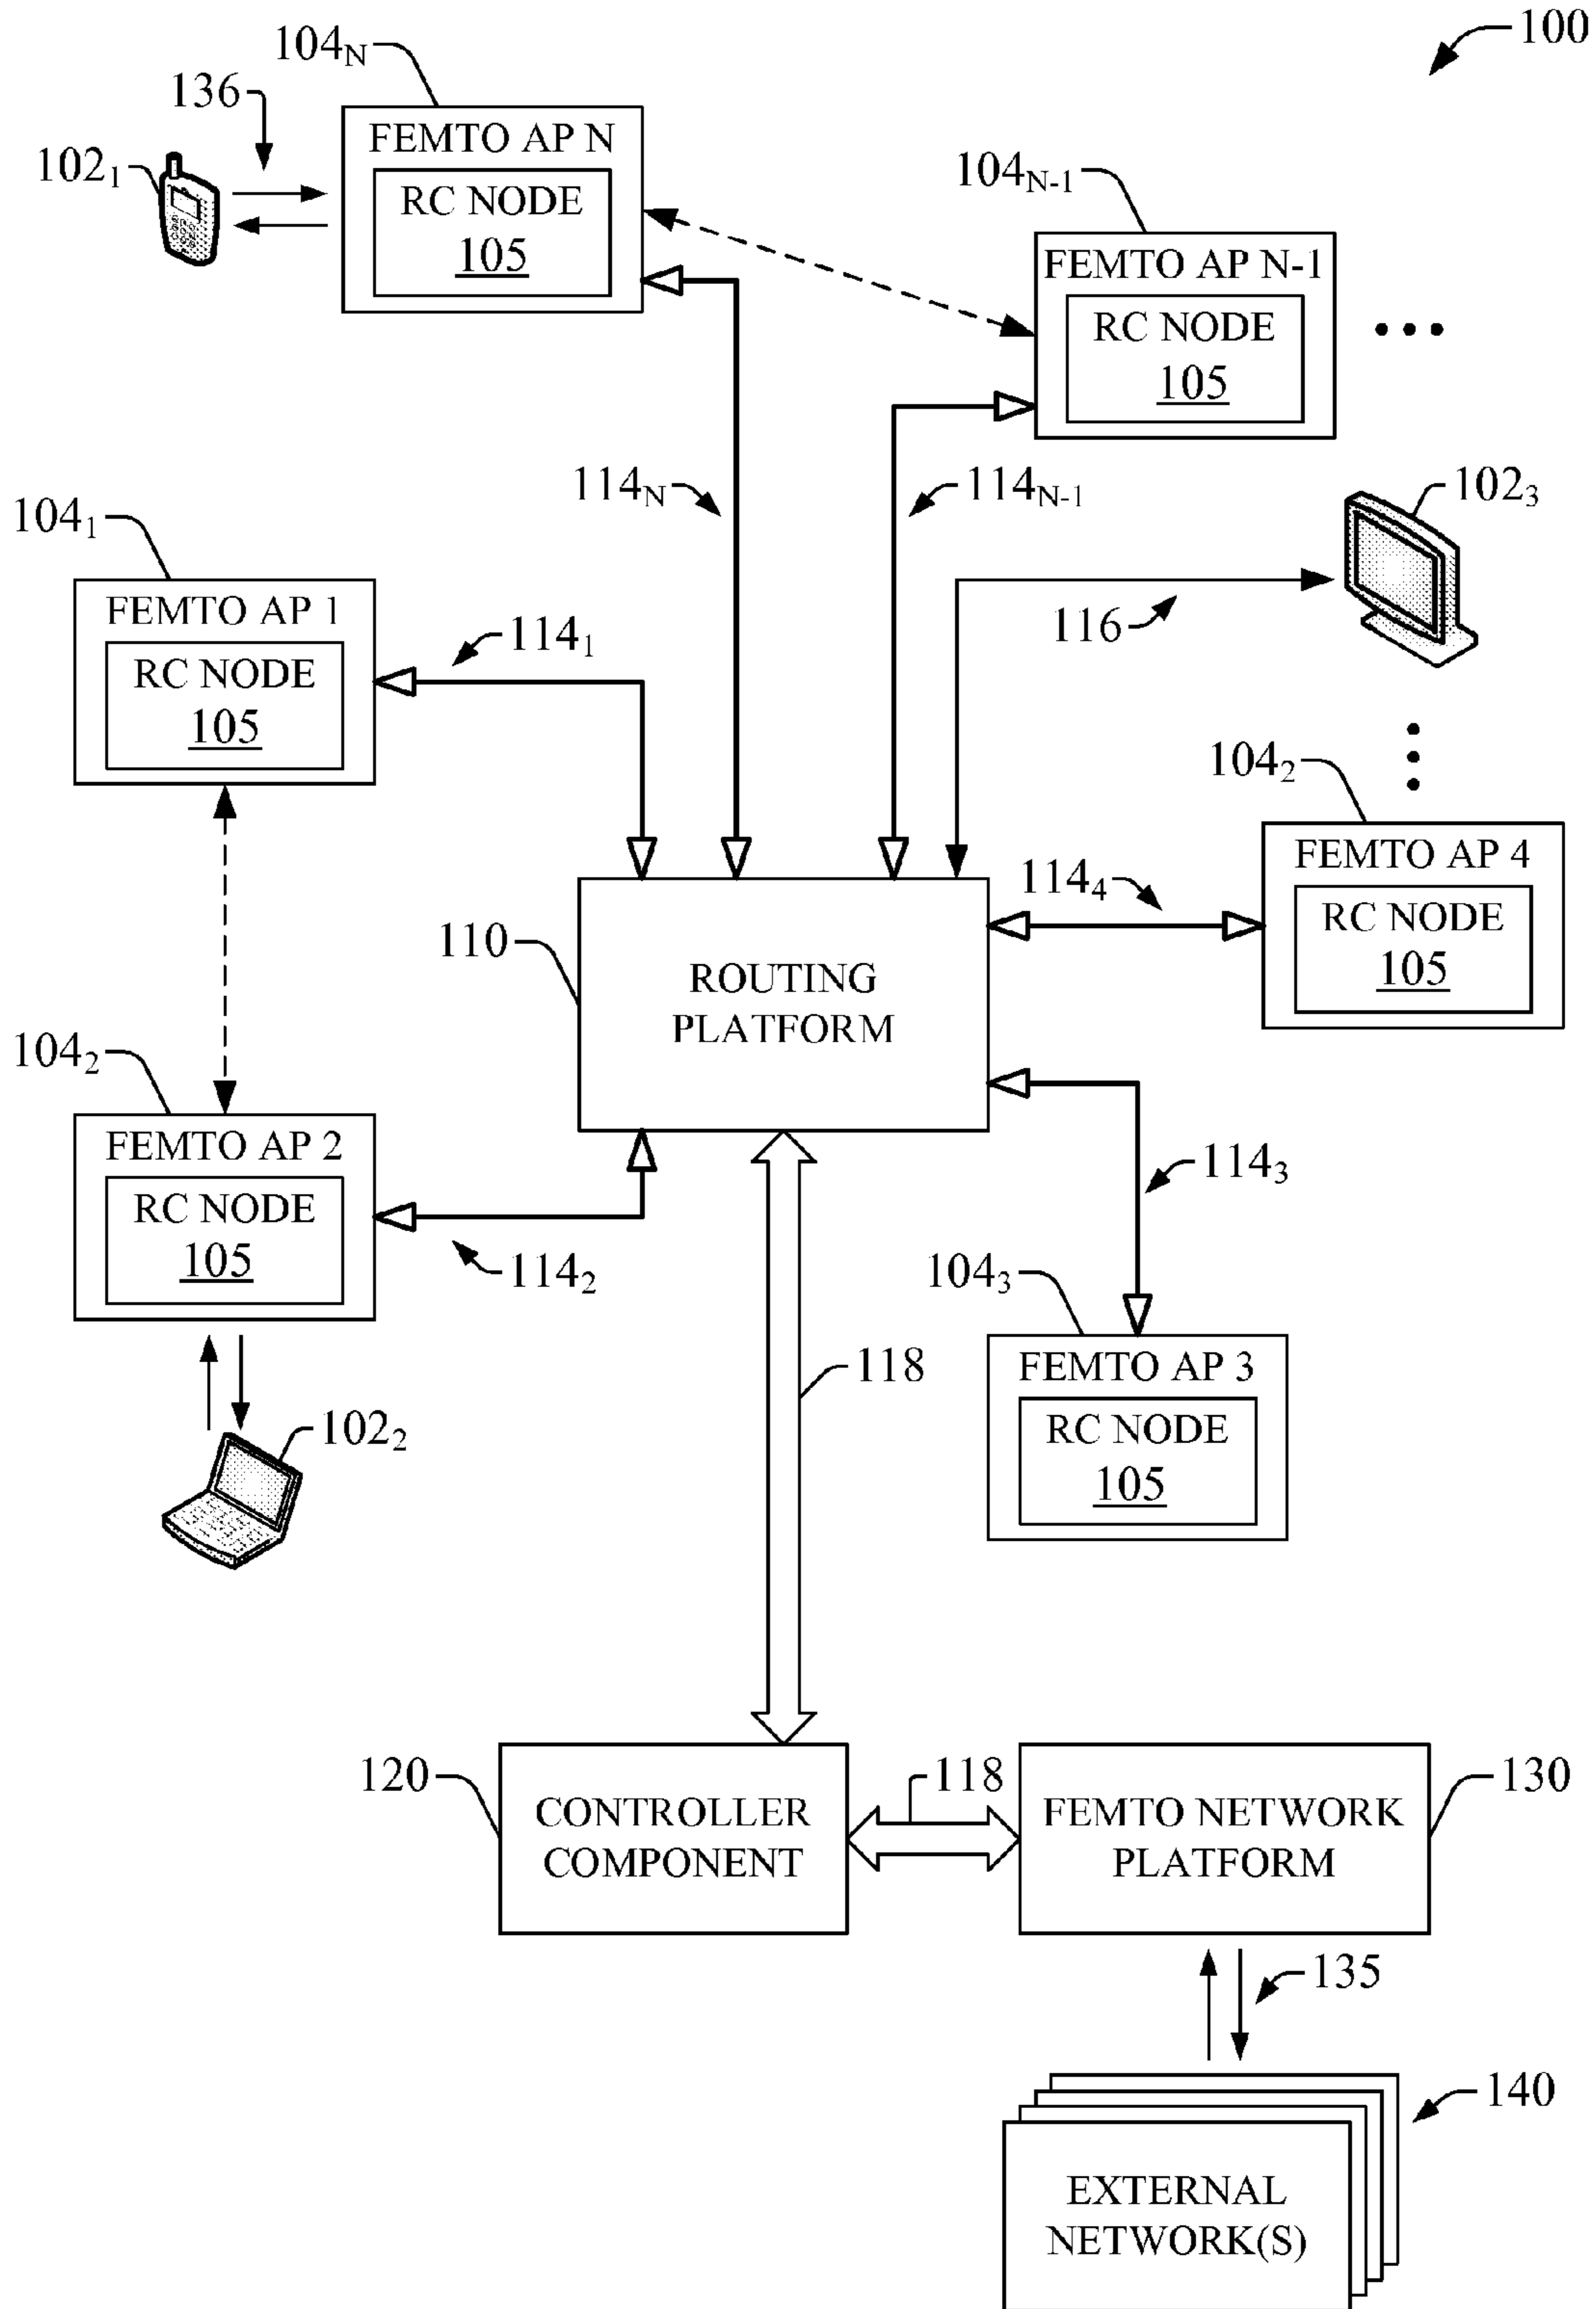 100
104N
136
FEMTO AP N
1021
RC NODE
105
104N-1
FEMTO AP N-1
RC NODE
105
• • •
114N
114N-1
1023
1041
FEMTO AP 1
RC NODE
105
1141
116
1042
FEMTO AP 4
RC NODE
105
1144
110
ROUTING
PLATFORM
1042
FEMTO AP 2
RC NODE
105
1142
1143
1043
FEMTO AP 3
RC NODE
105
118
1022
120
CONTROLLER
COMPONENT
118
FEMTO NETWORK
PLATFORM
130
135
140
EXTERNAL
NETWORK(S)